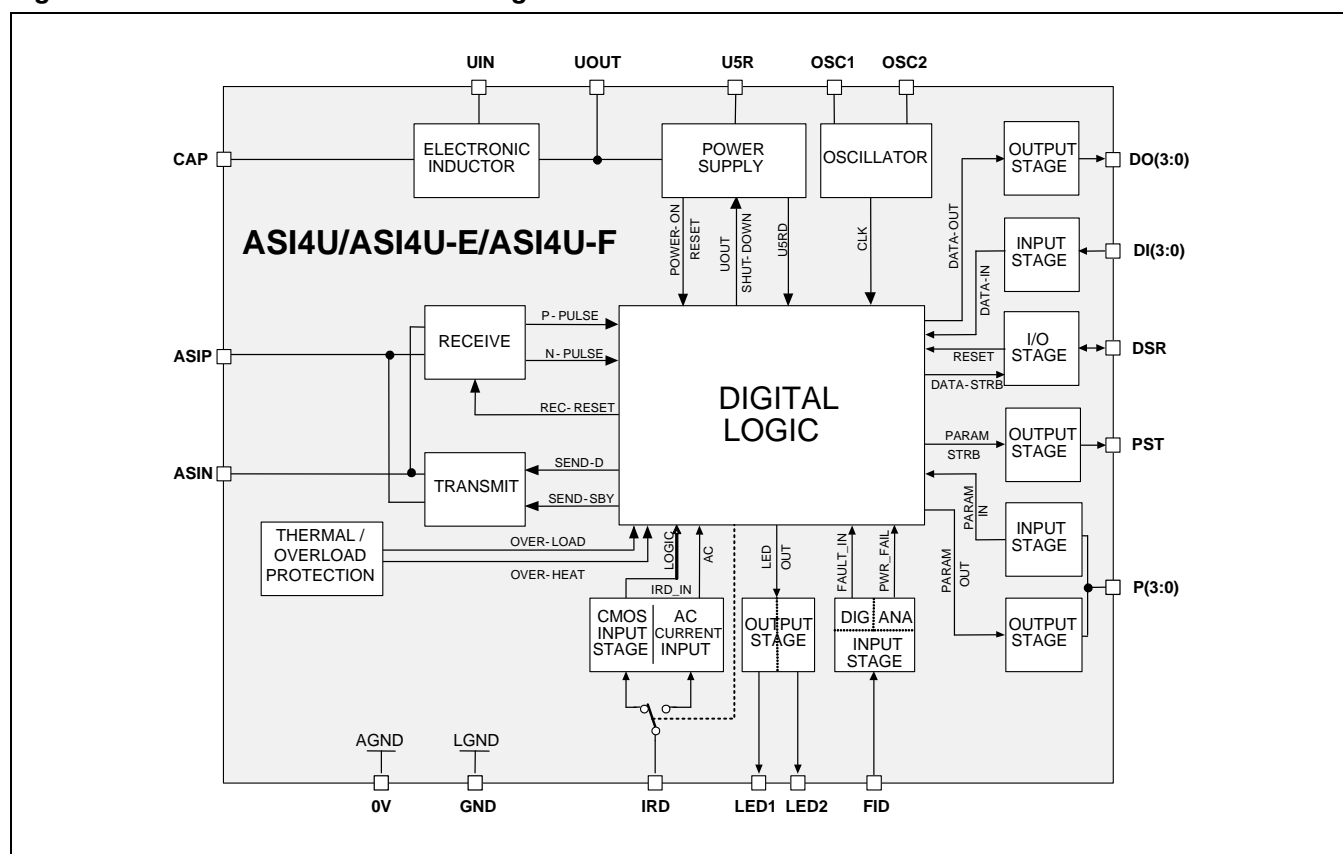 UIN
UOUT
U5R
OSC1
OSC2
CAP
ELECTRONIC
INDUCTOR
POWER
SUPPLY
OSCILLATOR
OUTPUT
STAGE
DO(3:0)
ASI4U/ASI4U-E/ASI4U-F
POWER-ON
RESET
UOUT
SHUT-DOWN
U5RD
CLK
DATA-OUT
DATA-IN
INPUT
STAGE
DI(3:0)
ASIP
RECEIVE
P-PULSE
N-PULSE
REC-RESET
DIGITAL
LOGIC
I/O
STAGE
RESET
DATA-STRB
DSR
ASIN
TRANSMIT
SEND-D
SEND-SBY
PARAM
STRB
OUTPUT
STAGE
PST
THERMAL /
OVERLOAD
PROTECTION
OVER-LOAD
OVER-HEAT
LOGIC
AC
IRD_IN
LED
OUT
FAULT_IN
PWR_FAIL
PARAM
IN
PARAM
OUT
INPUT
STAGE
P(3:0)
OUTPUT
STAGE
CMOS
INPUT
STAGE
AC
CURRENT
INPUT
OUTPUT
STAGE
DIG
ANA
INPUT
STAGE
AGND
LGND
0V
GND
IRD
LED1
LED2
FID